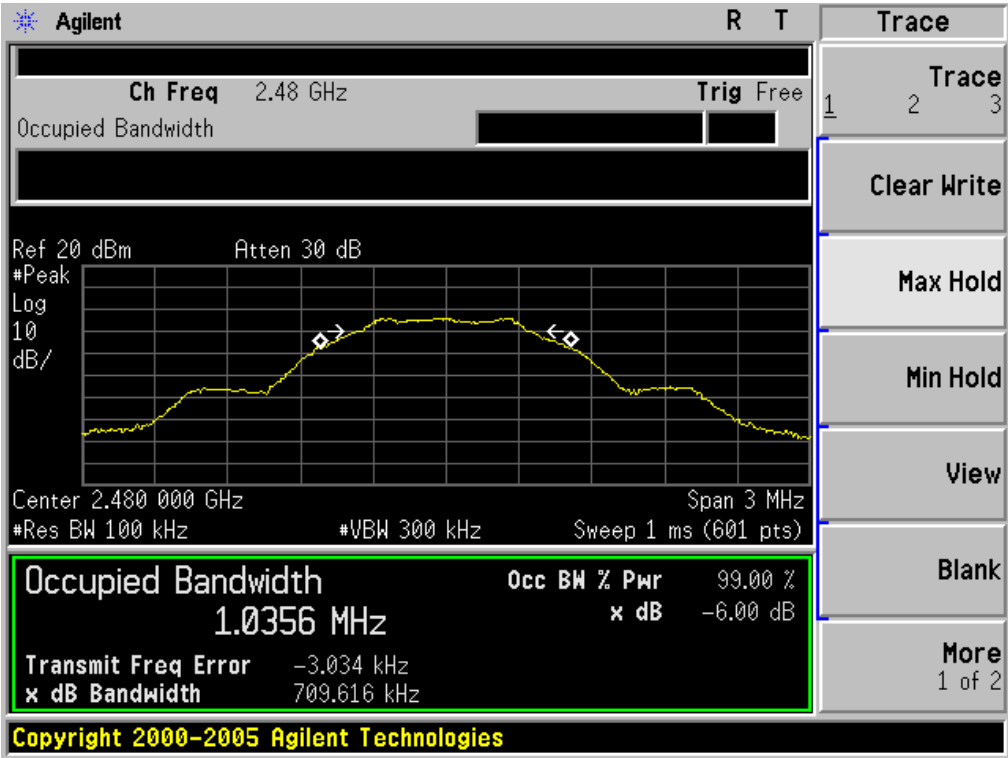 Agilent R T Trace
Ch Freq 2.48 GHz Trig Free
Occupied Bandwidth
Trace
1 2 3
Clear Write
Max Hold
Min Hold
View
Blank
More
1 of 2
Ref 20 dBm Atten 30 dB
#Peak
Log
10
dB/
Center 2.480 000 GHz Span 3 MHz
#Res BW 100 kHz #VBW 300 kHz Sweep 1 ms (601 pts)
Occupied Bandwidth Occ BW % Pwr 99.00 %
1.0356 MHz x dB -6.00 dB
Transmit Freq Error -3.034 kHz
x dB Bandwidth 709.616 kHz
Copyright 2000-2005 Agilent Technologies